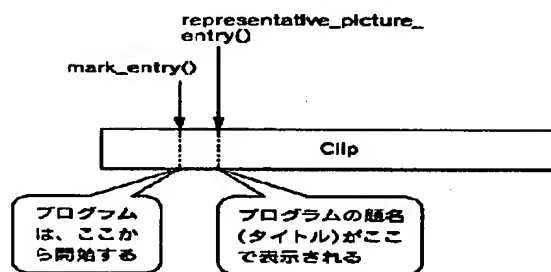 representative_picture_
entry()
mark_entry()
Clip
プログラム
は、ここか
ら開始する
プログラムの題名
(タイトル)がここ
で表示される